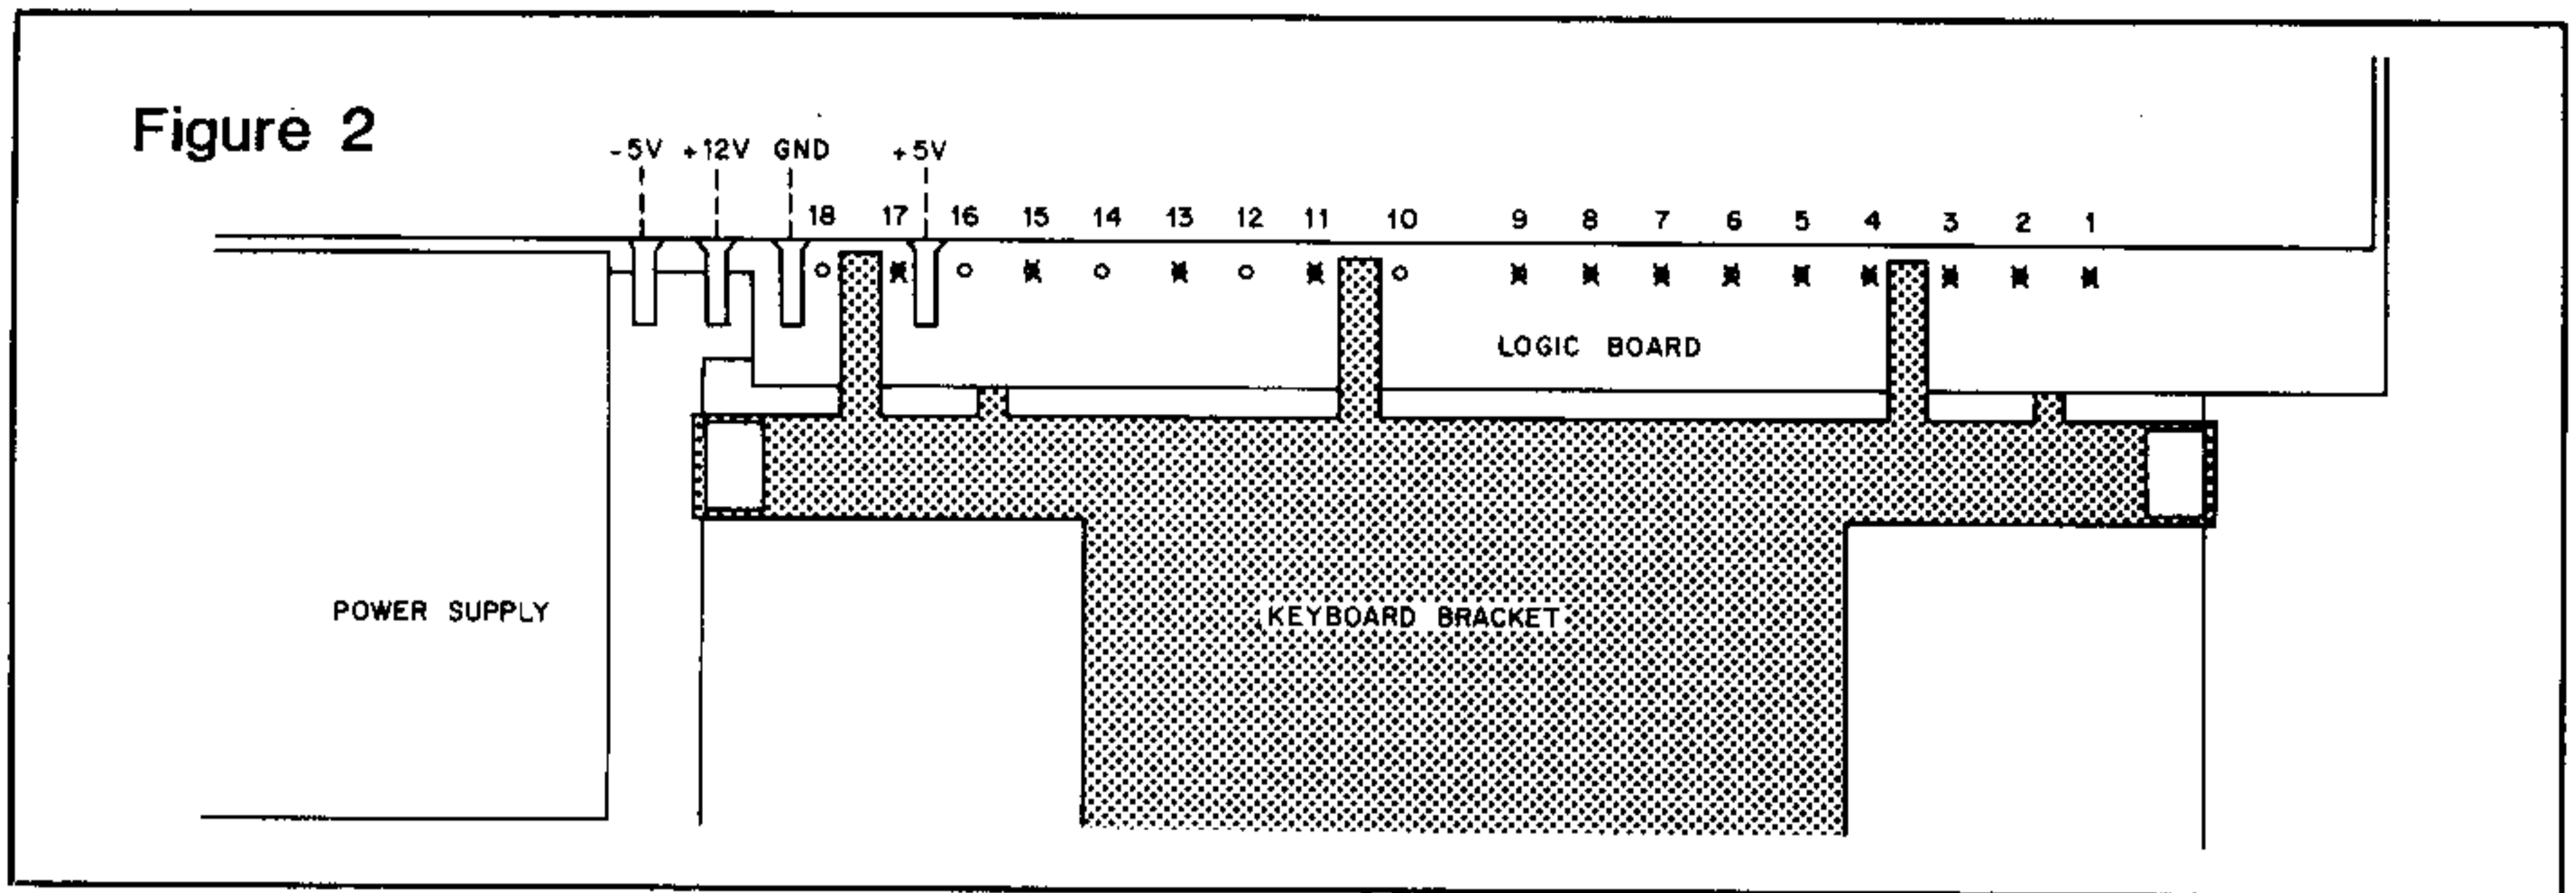 Figure 2
-5V +12V GND +5V
18 17 16 15 14 13 12 11 10 9 8 7 6 5 4 3 2 1
LOGIC BOARD
POWER SUPPLY
KEYBOARD BRACKET